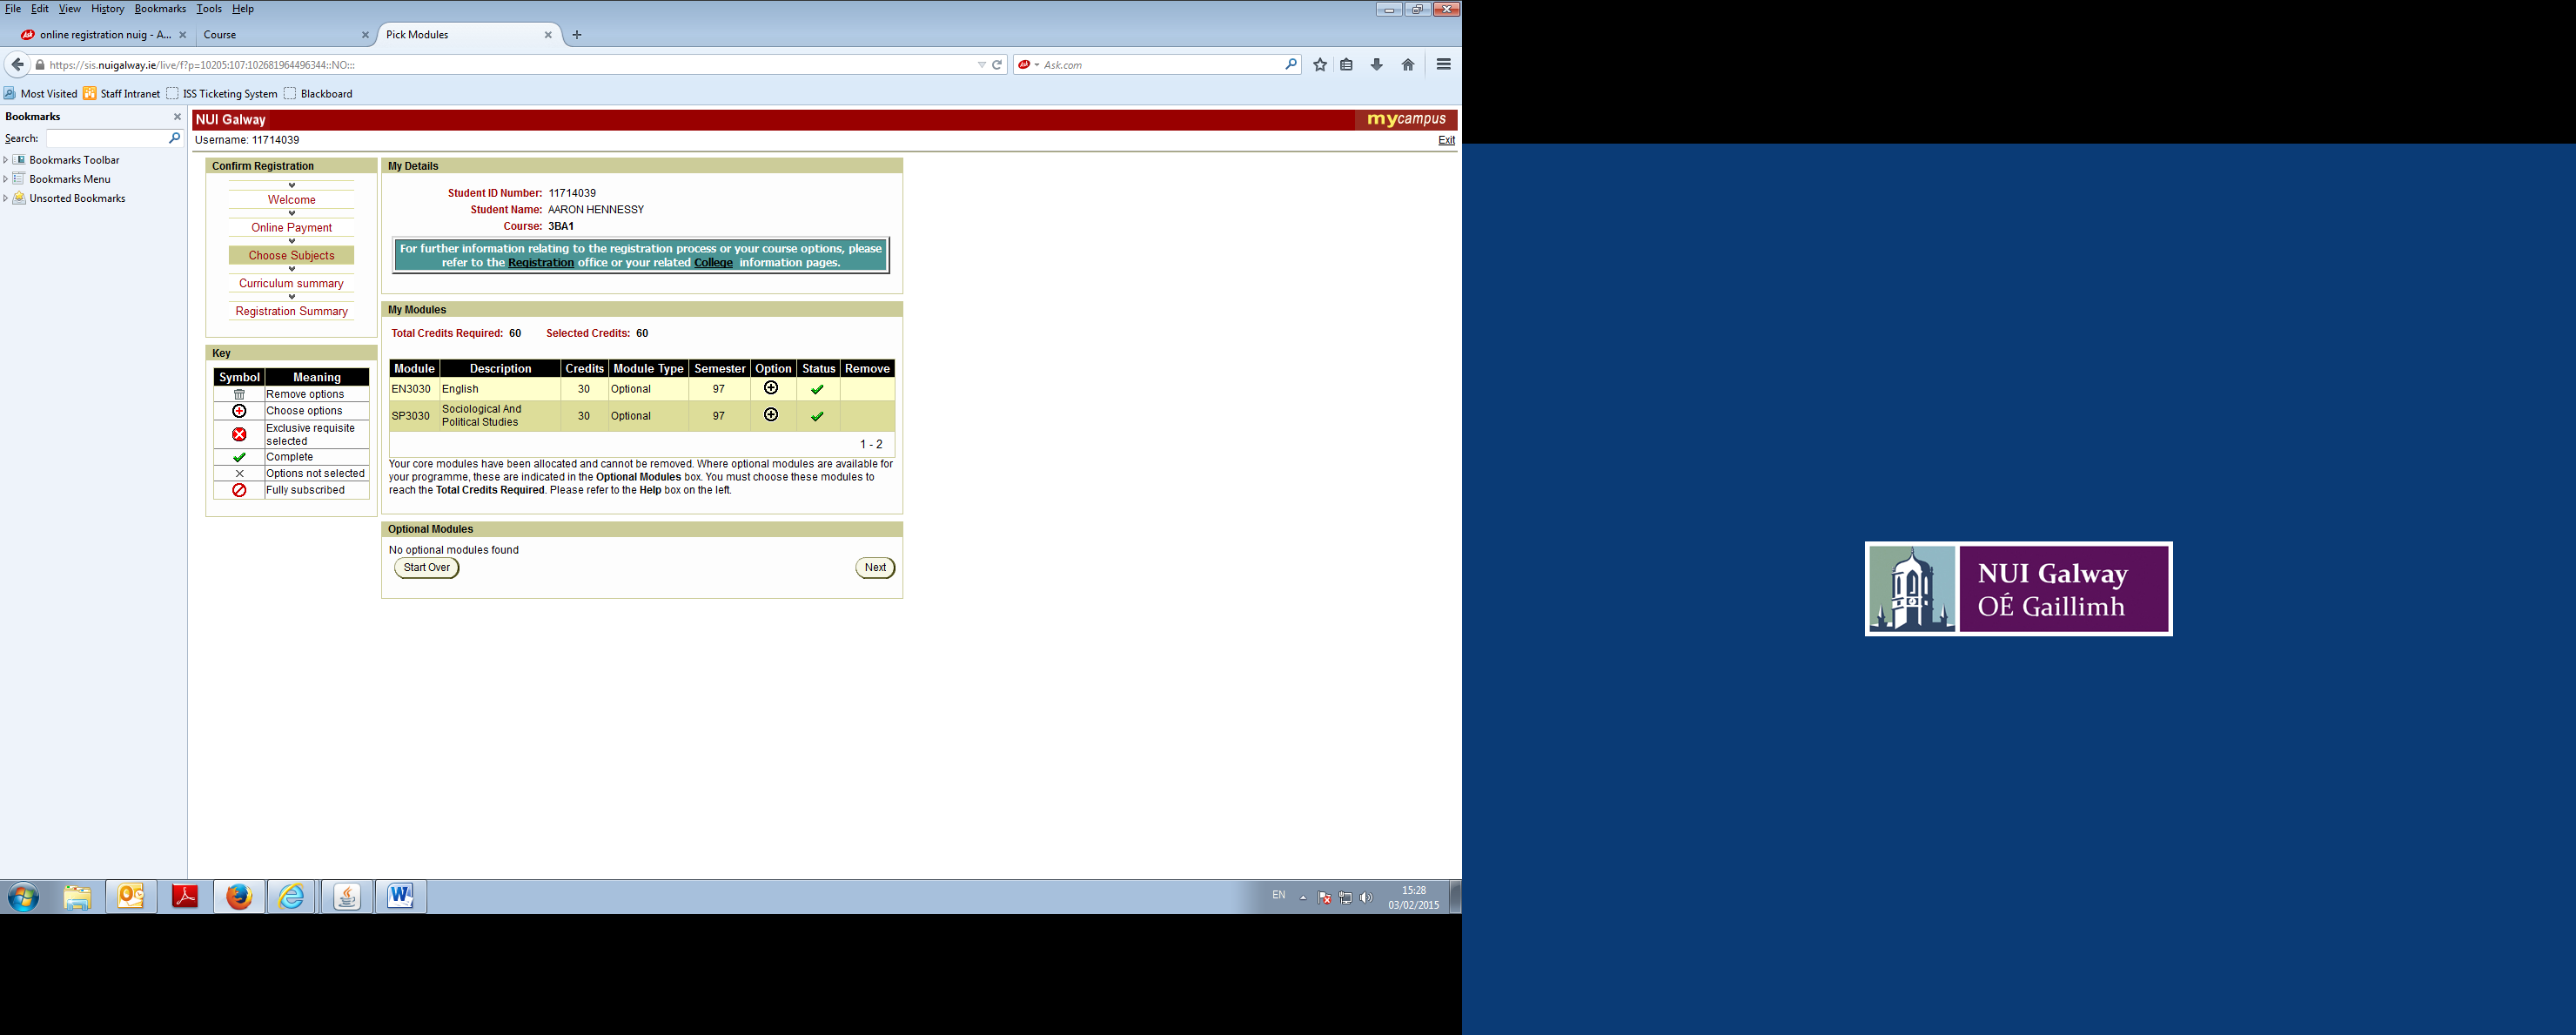 File Edit View History Bookmarks Tools Help
online registration nuig - A...
Course
Pick Modules
https://sis.nuigalway.ie/live/f?p=10205:107:102681964496344::NO:::
Ask.com
Most Visited Staff Intranet ISS Ticketing System Blackboard
Bookmarks
Search:
Bookmarks Toolbar
Bookmarks Menu
Unsorted Bookmarks
NUI Galway
mycampus
Username: 11714039
Exit
Confirm Registration
Welcome
Online Payment
Choose Subjects
Curriculum summary
Registration Summary
Key
Symbol Meaning
Remove options
Choose options
Exclusive requisite
selected
Complete
Options not selected
Fully subscribed
My Details
Student ID Number: 11714039
Student Name: AARON HENNESSY
Course: 3BA1
For further information relating to the registration process or your course options, please
refer to the Registration office or your related College information pages.
My Modules
Total Credits Required: 60 Selected Credits: 60
Module Description Credits Module Type Semester Option Status Remove
EN3030 English 30 Optional 97
SP3030 Sociological And
Political Studies 30 Optional 97
1 - 2
Your core modules have been allocated and cannot be removed. Where optional modules are available for
your programme, these are indicated in the Optional Modules box. You must choose these modules to
reach the Total Credits Required. Please refer to the Help box on the left.
Optional Modules
No optional modules found
Start Over
Next
EN
15:28
03/02/2015
NUI Galway
OÉ Gaillimh